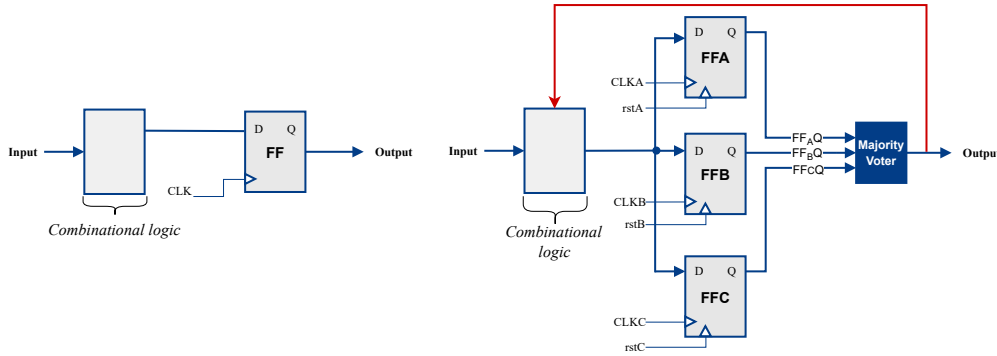 Input
D Q
FF
CLK
Output
Combinational logic
Input
Combinational
logic
D Q
FFA
CLKA
rstA
D Q
FFB
CLKB
rstB
D Q
FFC
CLKC
rstC
FFAQ
FFBQ
FFCQ
Majority
Voter
Output